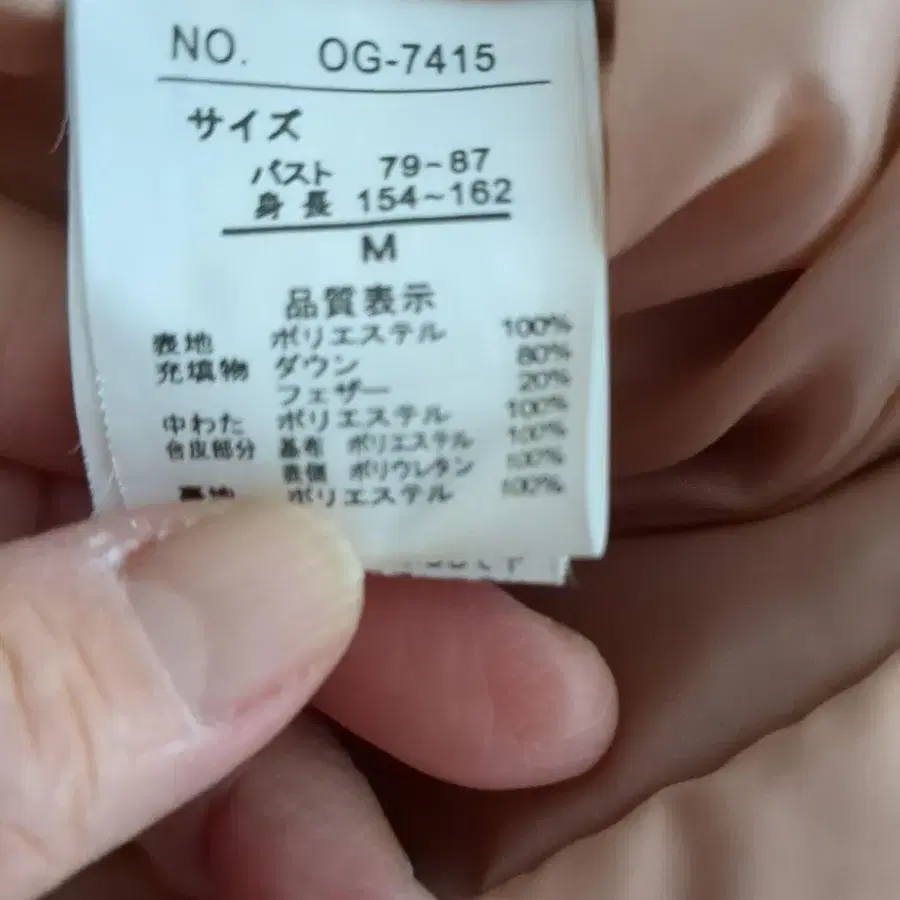 NO. OG-7415
サイズ
バスト 79~87
身長 154~162
M
品質表示
表地 ポリエステル 100%
充填物 ダウン 80%
フェザー 20%
中わた ポリエステル 100%
合皮部分 基布 ポリエステル 100%
表側 ポリウレタン 100%
裏地 ポリエステル 100%